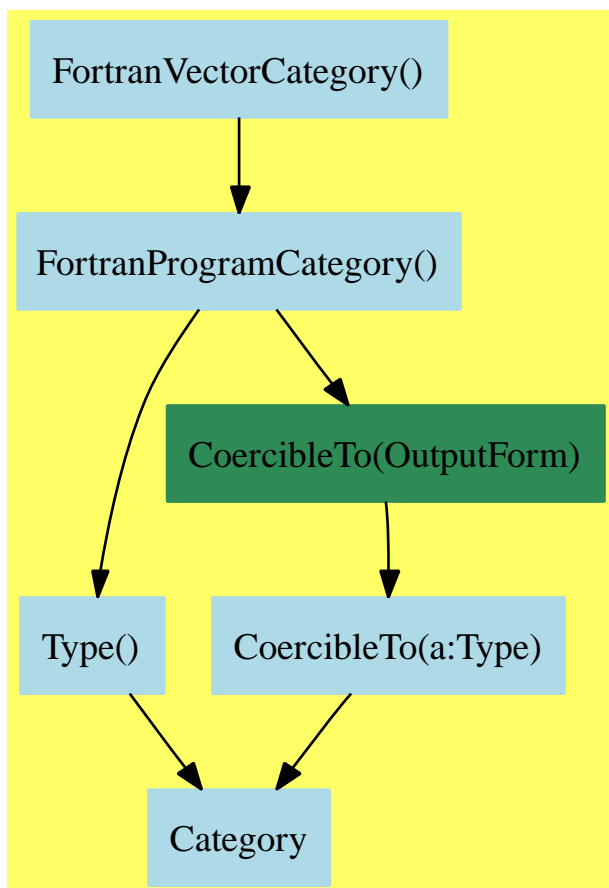 FortranVectorCategory()
FortranProgramCategory()
CoercibleTo(OutputForm)
Type()
CoercibleTo(a:Type)
Category